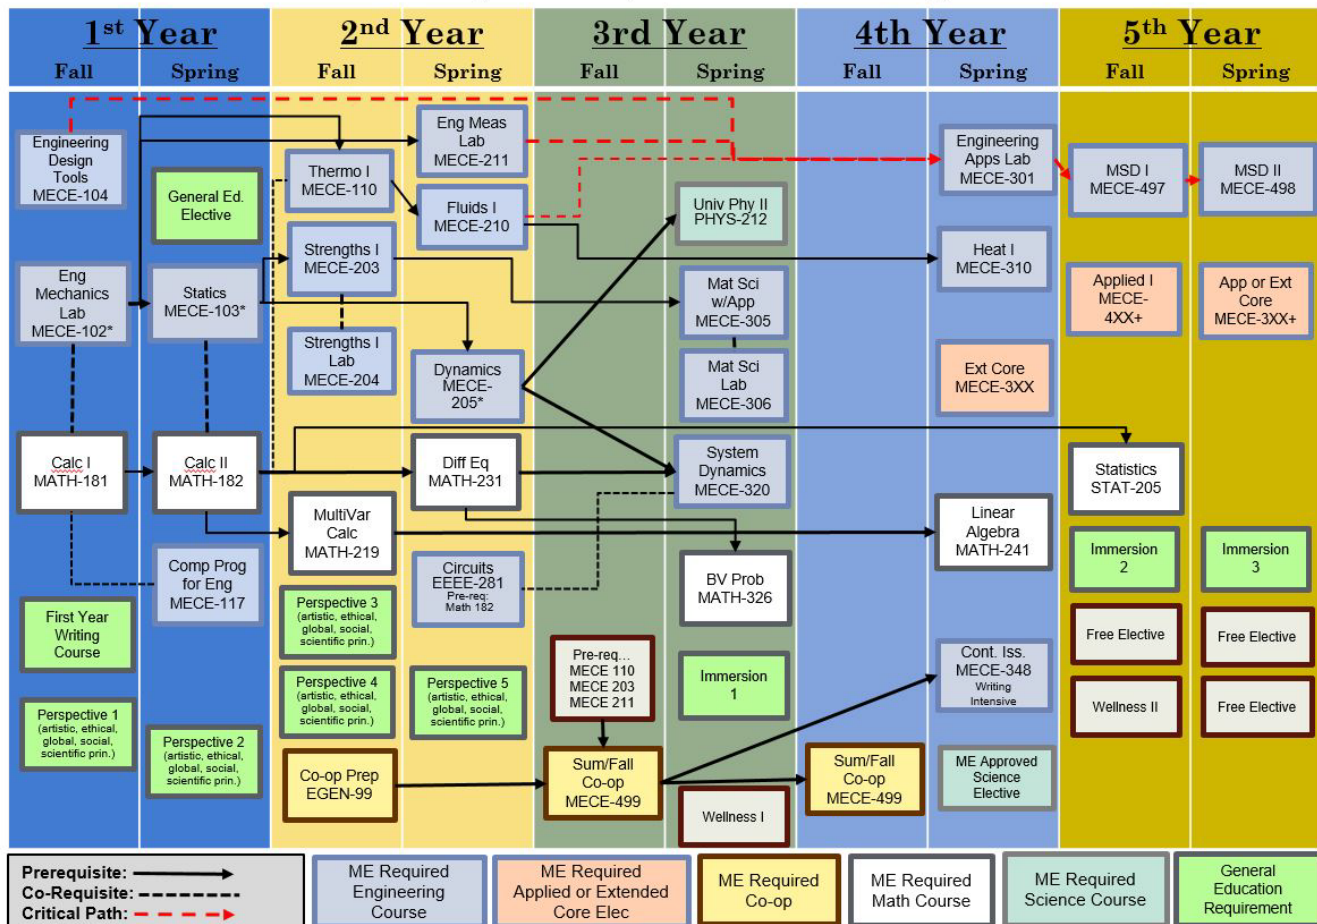 1st Year
2nd Year
3rd Year
4th Year
5th Year
Fall
Spring
Fall
Spring
Fall
Spring
Fall
Spring
Fall
Spring
Engineering
Design
Tools
MECE-104
Eng
Mechanics
Lab
MECE-102*
Calc I
MATH-181
First Year
Writing
Course
Perspective 1
(artistic, ethical,
global, social,
scientific prin.)
General Ed.
Elective
Statics
MECE-103*
Calc II
MATH-182
Comp Prog
for Eng
MECE-117
Perspective 2
(artistic, ethical,
global, social,
scientific prin.)
Thermo I
MECE-110
Strengths I
MECE-203
Strengths I
Lab
MECE-204
MultiVar
Calc
MATH-219
Perspective 3
(artistic, ethical,
global, social,
scientific prin.)
Perspective 4
(artistic, ethical,
global, social,
scientific prin.)
Co-op Prep
EGEN-99
Eng Meas
Lab
MECE-211
Fluids I
MECE-210
Dynamics
MECE-
205*
Diff Eq
MATH-231
Circuits
EEEE-281
Pre-req:
Math 182
Perspective 5
(artistic, ethical,
global, social,
scientific prin.)
Pre-req...
MECE 110
MECE 203
MECE 211
Sum/Fall
Co-op
MECE-499
Univ Phy II
PHYS-212
Mat Sci
w/App
MECE-305
Mat Sci
Lab
MECE-306
System
Dynamics
MECE-320
BV Prob
MATH-326
Immersion
1
Wellness I
Sum/Fall
Co-op
MECE-499
Engineering
Apps Lab
MECE-301
Heat I
MECE-310
Ext Core
MECE-3XX
Linear
Algebra
MATH-241
Cont. Iss.
MECE-348
Writing
Intensive
ME Approved
Science
Elective
MSD I
MECE-497
Applied I
MECE-
4XX+
Statistics
STAT-205
Immersion
2
Free Elective
Wellness II
MSD II
MECE-498
App or Ext
Core
MECE-3XX+
Immersion
3
Free Elective
Free Elective
Prerequisite:
Co-Requisite:
Critical Path:
ME Required
Engineering
Course
ME Required
Applied or Extended
Core Elec
ME Required
Co-op
ME Required
Math Course
ME Required
Science Course
General
Education
Requirement